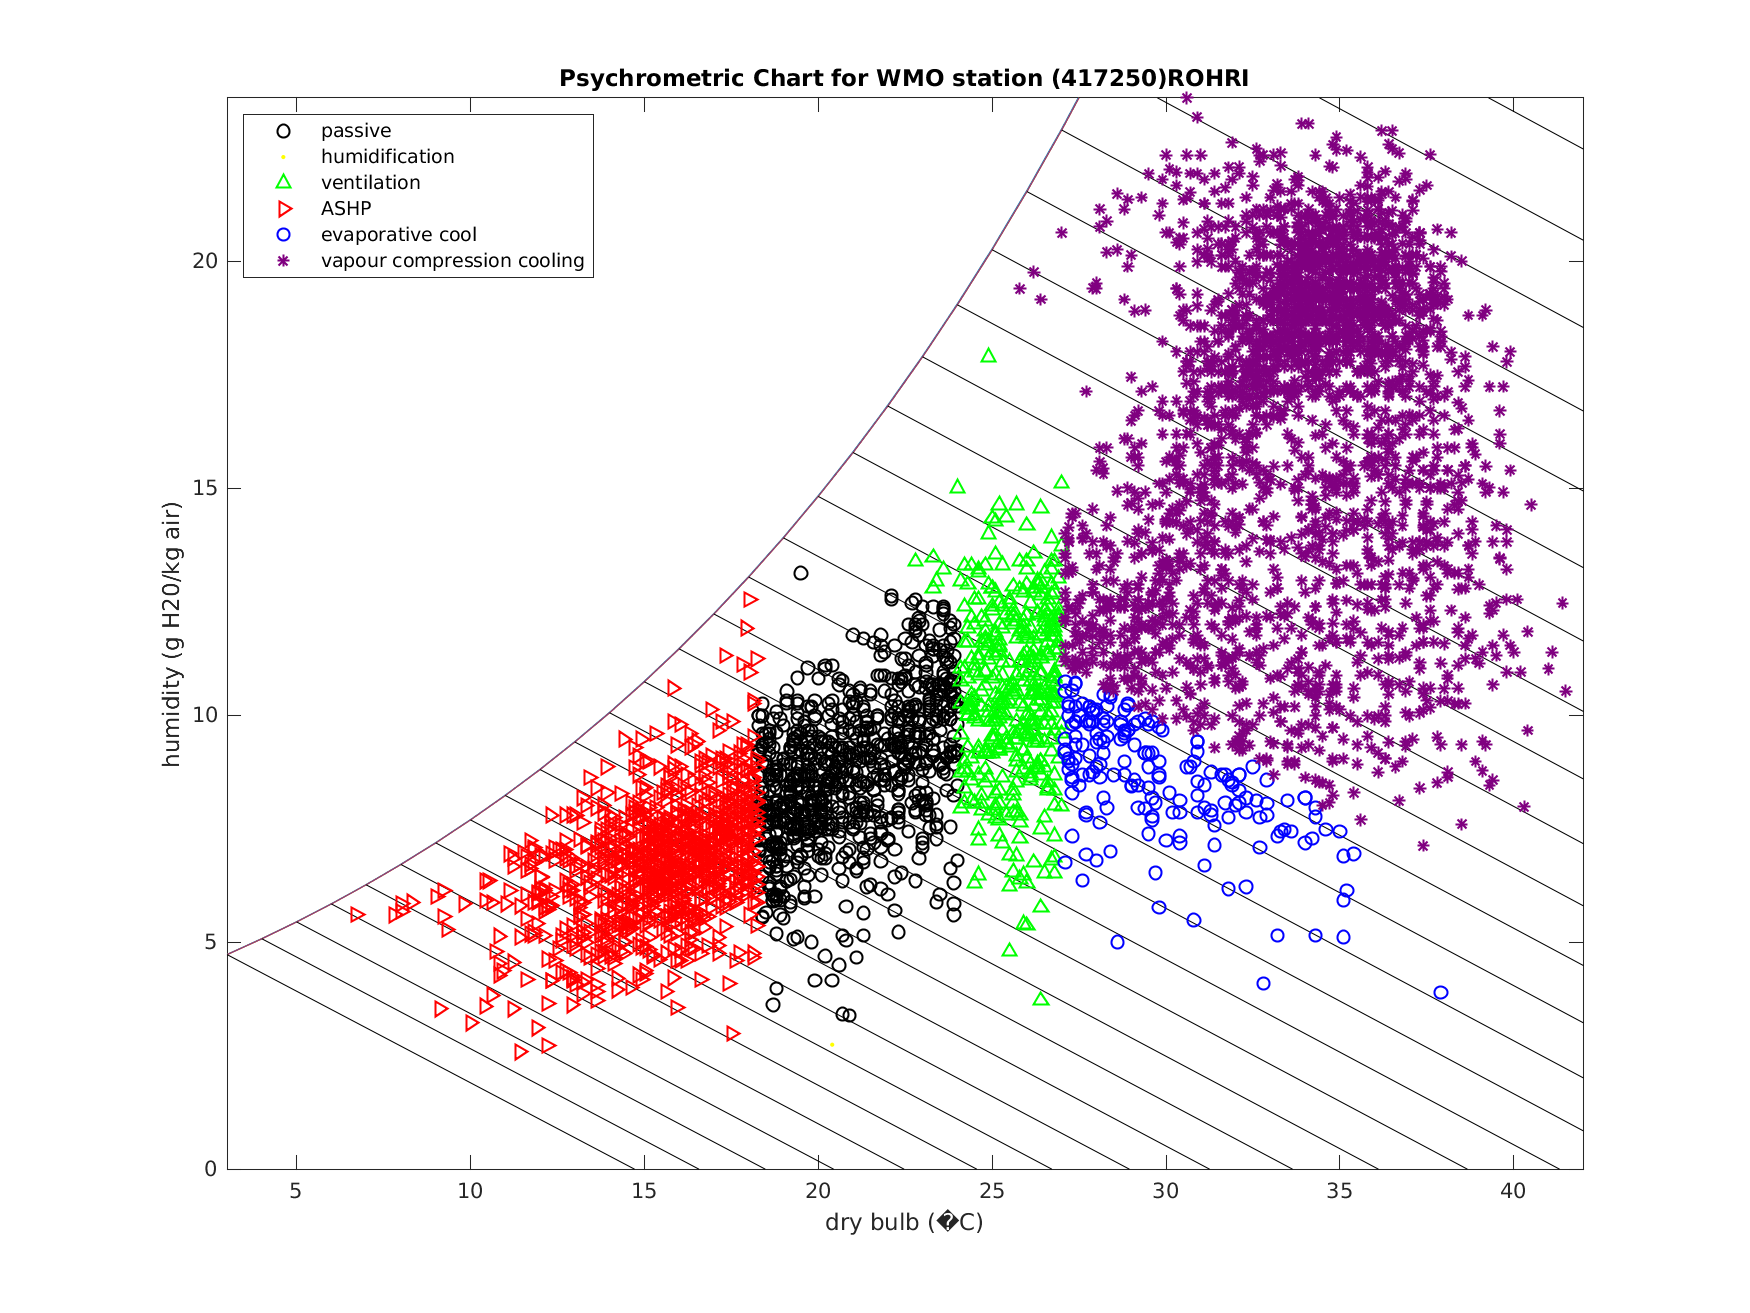 Psychrometric Chart for WMO station (417250)ROHRI
passive
humidification
ventilation
ASHP
evaporative cool
vapour compression cooling
20
15
10
5
0
humidity (g H20/kg air)
5 10 15 20 25 30 35 40
dry bulb (�C)